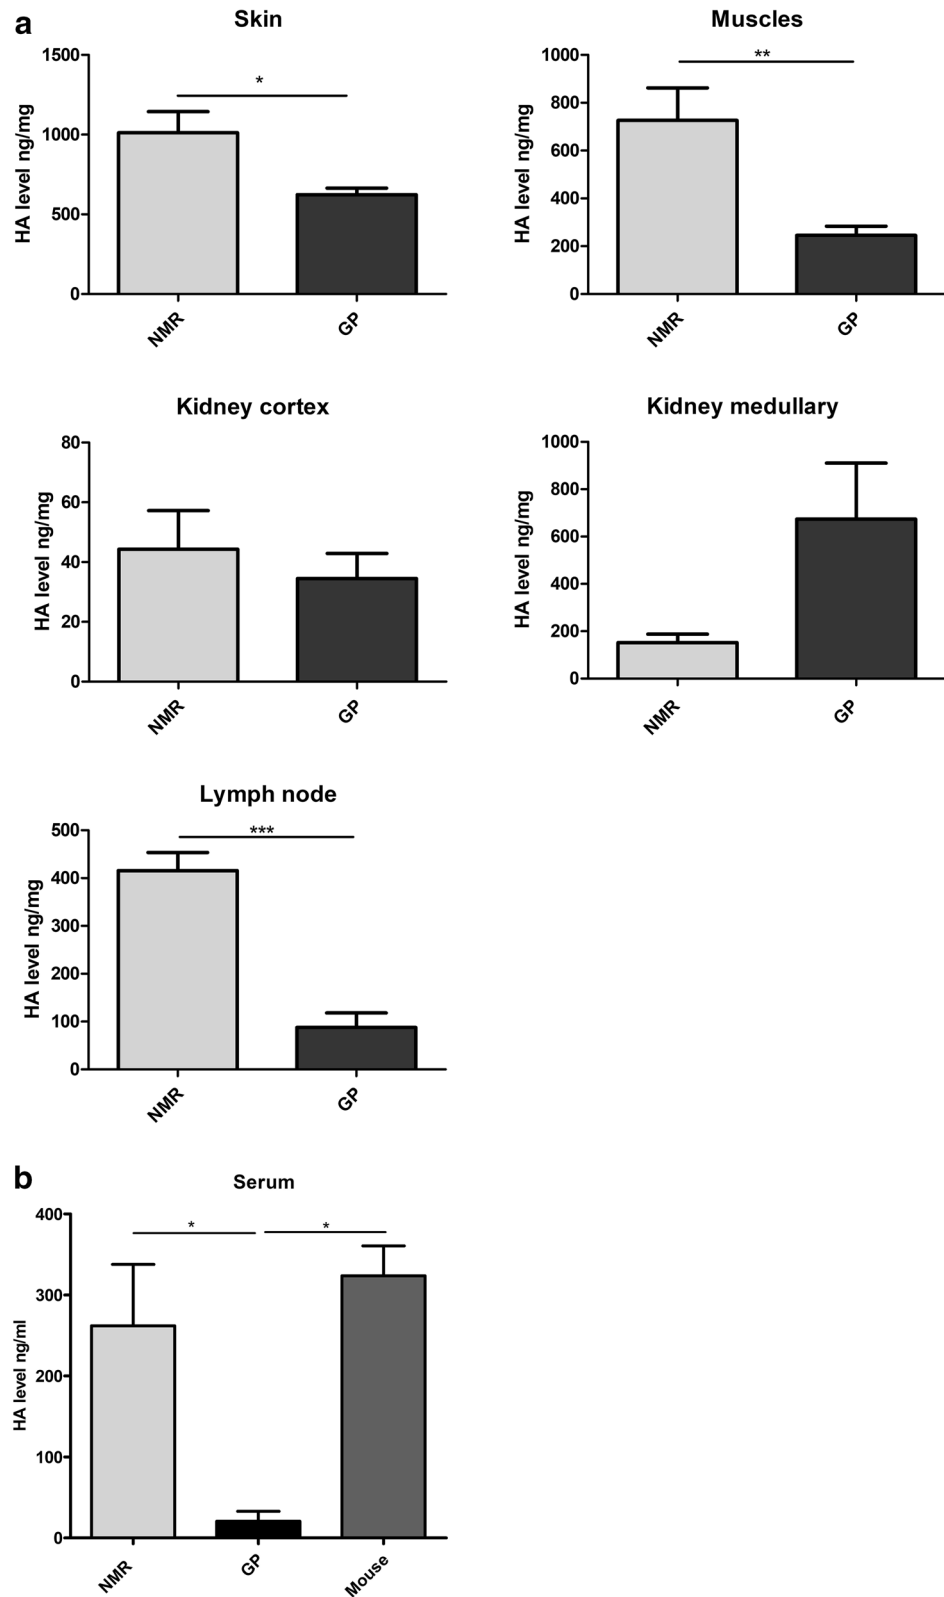 a
Skin
HA level ng/mg
1500
1000
500
0
*
NMR
GP
Muscles
HA level ng/mg
1000
800
600
400
200
0
**
NMR
GP
Kidney cortex
HA level ng/mg
80
60
40
20
0
NMR
GP
Kidney medullary
HA level ng/mg
1000
800
600
400
200
0
NMR
GP
Lymph node
HA level ng/mg
500
400
300
200
100
0
***
NMR
GP
b
Serum
HA level ng/ml
400
300
200
100
0
*
*
NMR
GP
Mouse